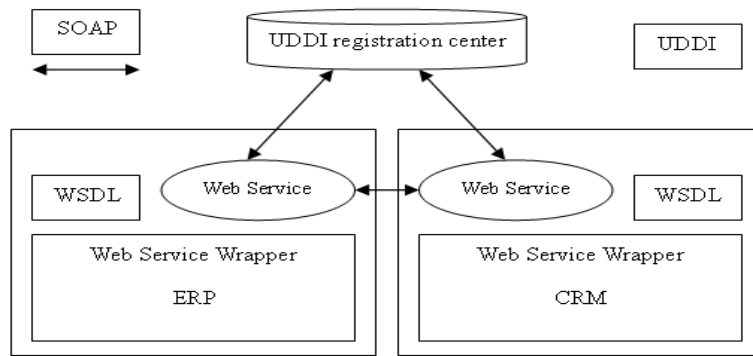 SOAP
UDDI registration center
UDDI
Web Service
Web Service
WSDL
WSDL
Web Service Wrapper
Web Service Wrapper
ERP
CRM